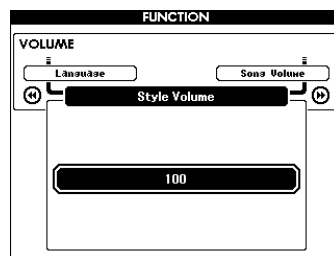 FUNCTION
VOLUME
Language
Song Volume
Style Volume
100